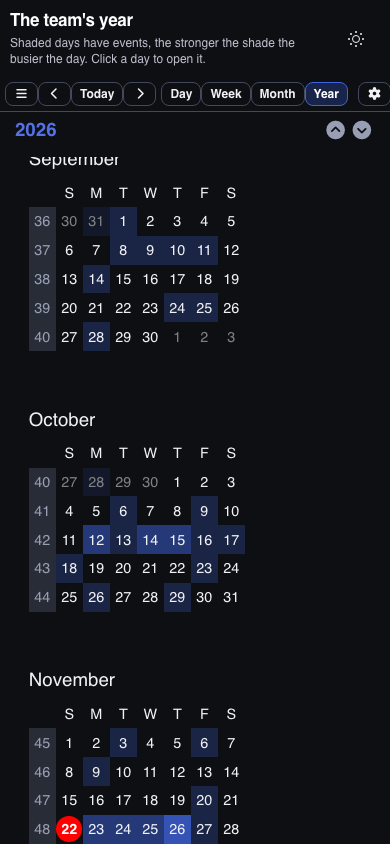 The team's year
Shaded days have events, the stronger the shade the
busier the day. Click a day to open it.
Today Day Week Month Year
2026
September
S M T W T F S
36 30 31 1 2 3 4 5
37 6 7 8 9 10 11 12
38 13 14 15 16 17 18 19
39 20 21 22 23 24 25 26
40 27 28 29 30 1 2 3
October
S M T W T F S
40 27 28 29 30 1 2 3
41 4 5 6 7 8 9 10
42 11 12 13 14 15 16 17
43 18 19 20 21 22 23 24
44 25 26 27 28 29 30 31
November
S M T W T F S
45 1 2 3 4 5 6 7
46 8 9 10 11 12 13 14
47 15 16 17 18 19 20 21
48 22 23 24 25 26 27 28